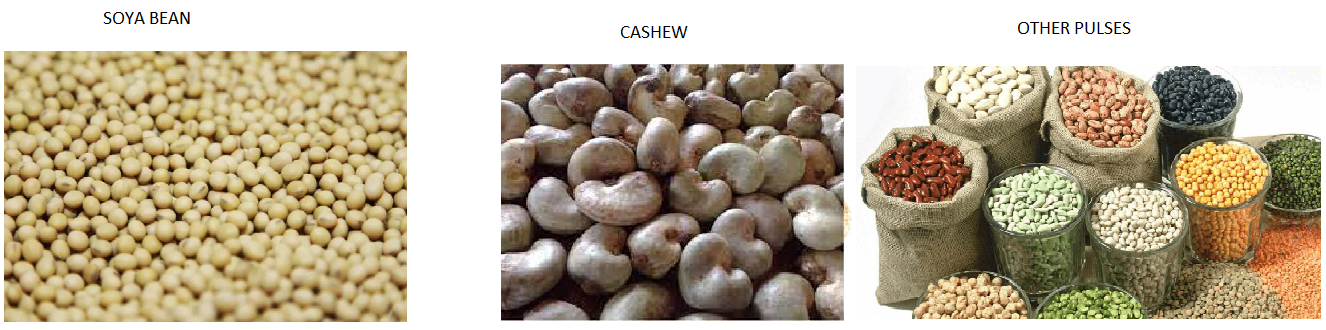 SOYA BEAN
CASHEW
OTHER PULSES